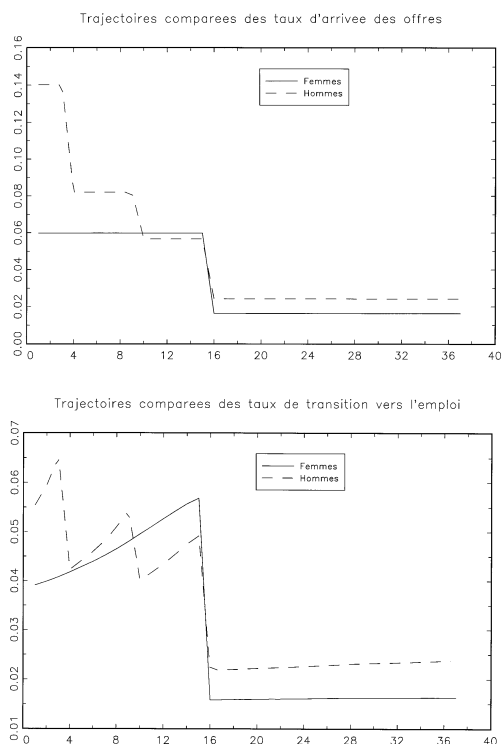 Trajectoires comparees des taux d'arrivee des offres
0.16
0.14
0.12
0.10
0.08
0.06
0.04
0.02
0.00
Femmes
Hommes
0 4 8 12 16 20 24 28 32 36 40
Trajectoires comparees des taux de transition vers l'emploi
0.07
0.06
0.05
0.04
0.03
0.02
0.01
Femmes
Hommes
0 4 8 12 16 20 24 28 32 36 40